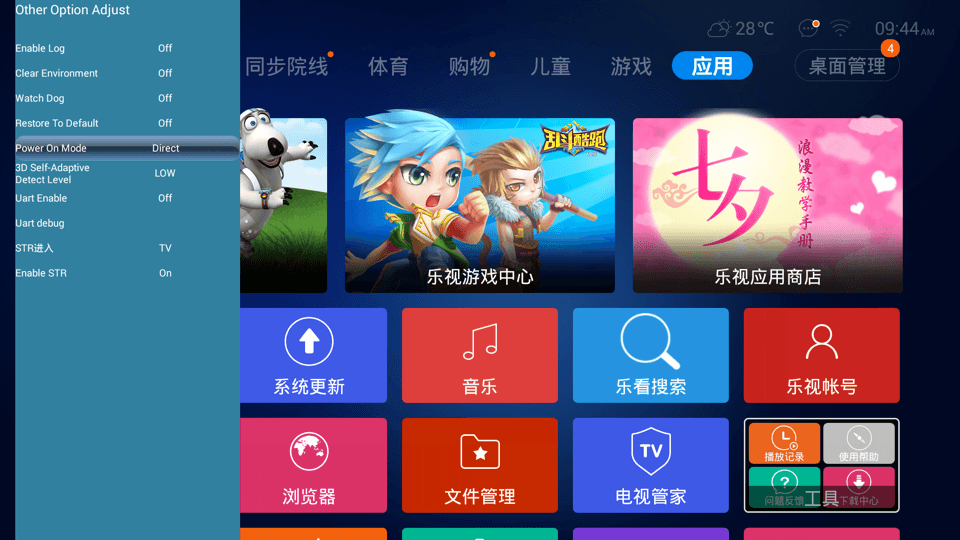 Other Option Adjust
Enable Log Off
Clear Environment Off
Watch Dog Off
Restore To Default Off
Power On Mode Direct
3D Self-Adaptive
Detect Level LOW
Uart Enable Off
Uart debug
STR进入 TV
Enable STR On
28℃ 09:44 AM
同步院线 体育 购物 儿童 游戏 应用 桌面管理 4
乱斗酷跑
乐视游戏中心
七夕
浪漫教学手册
乐视应用商店
系统更新 音乐 乐看搜索 乐视帐号
浏览器 文件管理
TV
电视管家
播放记录 使用帮助
?
问题反馈 下载中心
工具